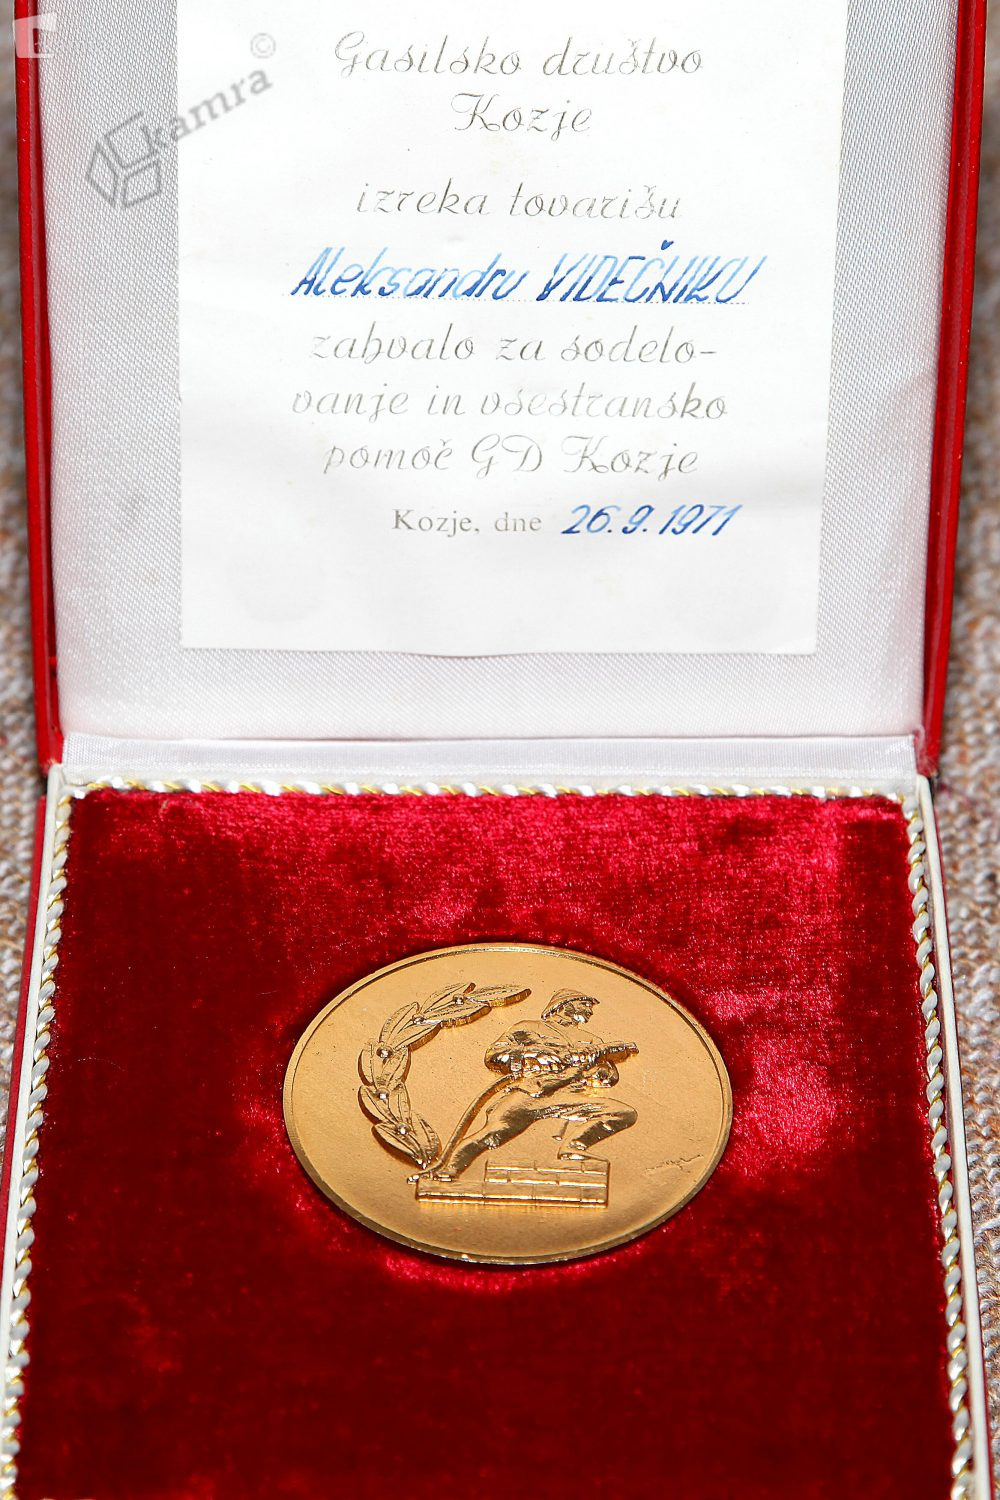 © kamra
Gasilsko društvo
Kozje
izreka tovarišu
Aleksandru VIDEČNIKU
zahvalo za sodelo-
vanje in vsestransko
pomoč GD Kozje
Kozje, dne 26.9.1971